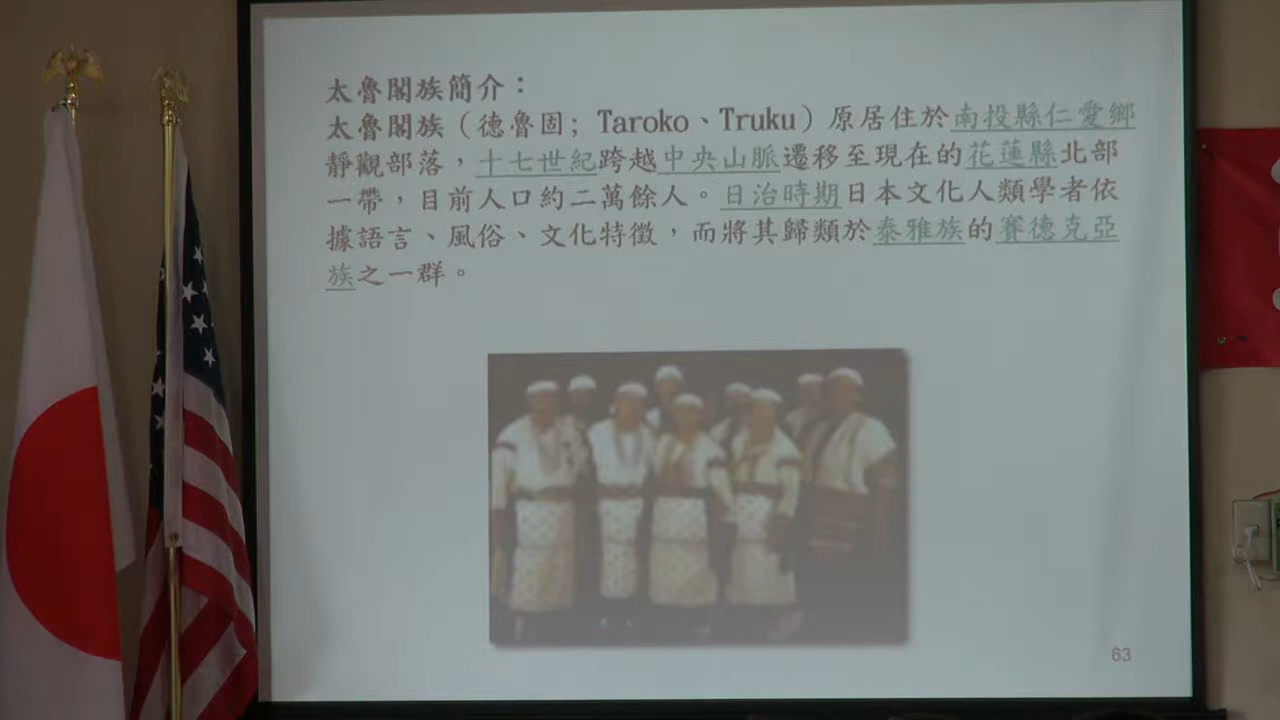 太魯閣族簡介：
太魯閣族（德魯固；Taroko、Truku）原居住於南投縣仁愛鄉
靜觀部落，十七世紀跨越中央山脈遷移至現在的花蓮縣北部
一帶，目前人口約二萬餘人。日治時期日本文化人類學者依
據語言、風俗、文化特徵，而將其歸類於泰雅族的賽德克亞
族之一群。
63